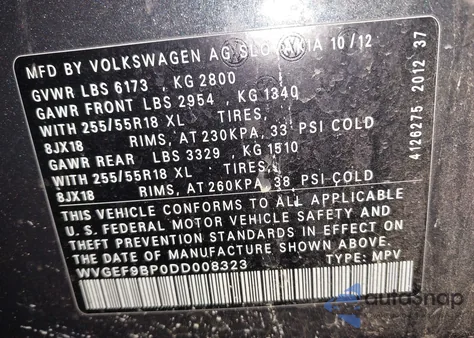 MFD BY VOLKSWAGEN AG SLOVAKIA 10/12
GVWR LBS 6173 , KG 2800
GAWR FRONT LBS 2954 , KG 1340
WITH 255/55R18 XL TIRES,
8JX18 RIMS, AT 230KPA, 33 PSI COLD
GAWR REAR LBS 3329 , KG 1510
WITH 255/55R18 XL TIRES,
8JX18 RIMS, AT 260KPA, 38 PSI COLD
THIS VEHICLE CONFORMS TO ALL APPLICABLE
U.S. FEDERAL MOTOR VEHICLE SAFETY AND
THEFT PREVENTION STANDARDS IN EFFECT ON
THE DATE OF MANUFACTURE SHOWN ABOVE.
WVGEF9BP0DD008323 TYPE: MPV
4126275 2012 37
autoSnap